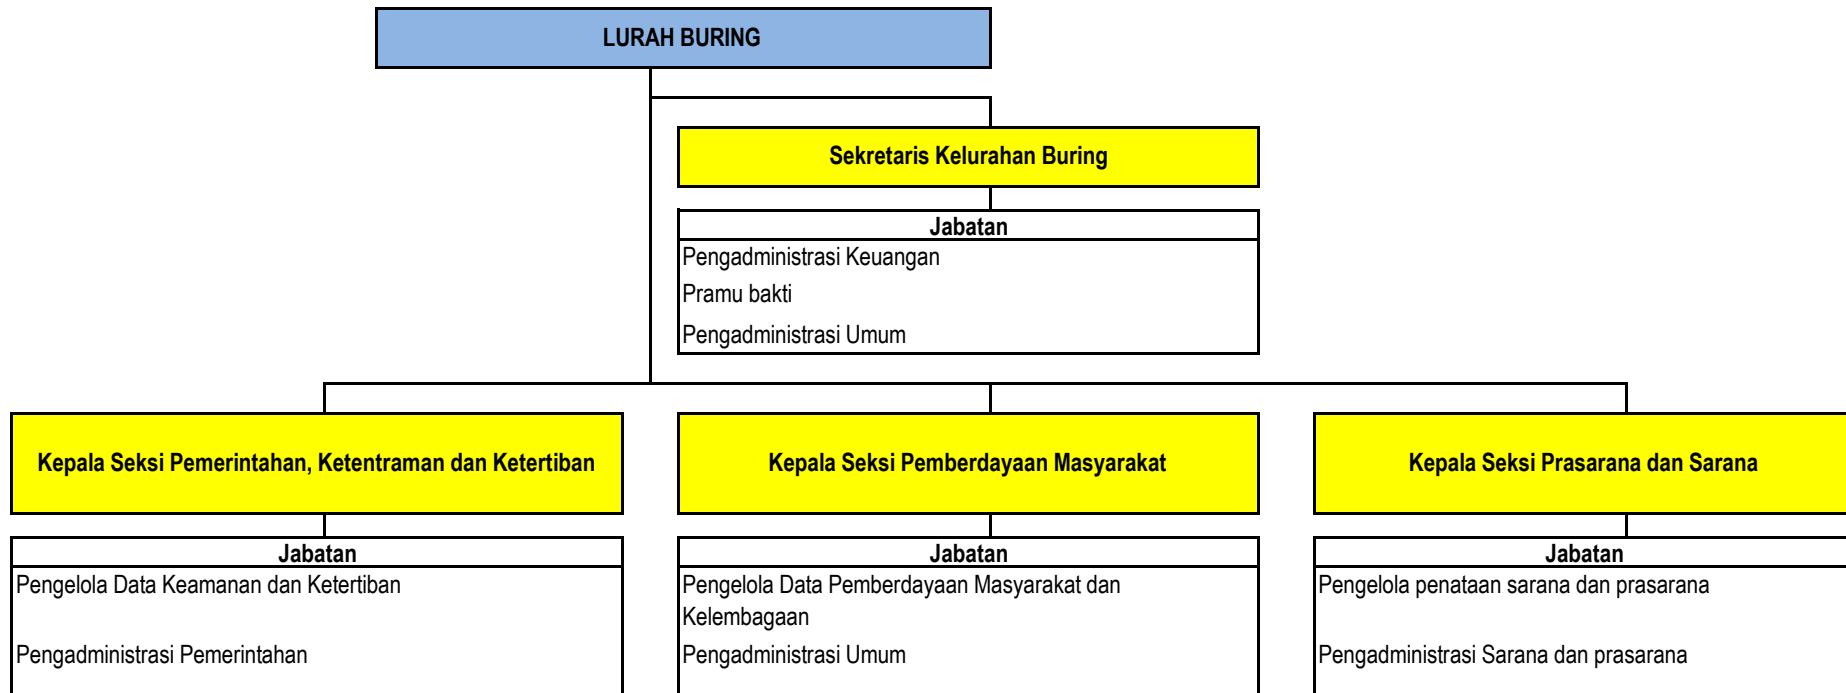 LURAH BURING
Sekretaris Kelurahan Buring
Jabatan
Pengadministrasi Keuangan
Pramu bakti
Pengadministrasi Umum
Kepala Seksi Pemerintahan, Ketentraman dan Ketertiban
Jabatan
Pengelola Data Keamanan dan Ketertiban
Pengadministrasi Pemerintahan
Kepala Seksi Pemberdayaan Masyarakat
Jabatan
Pengelola Data Pemberdayaan Masyarakat dan
Kelembagaan
Pengadministrasi Umum
Kepala Seksi Prasarana dan Sarana
Jabatan
Pengelola penataan sarana dan prasarana
Pengadministrasi Sarana dan prasarana